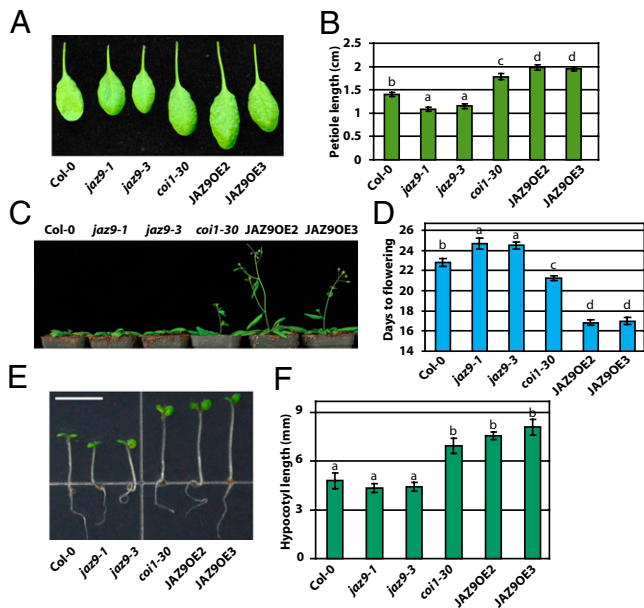 A
Col-0
jaz9-1
jaz9-3
coi1-30
JAZ9OE2
JAZ9OE3
B
Petiole length (cm)
2.5
2
1.5
1
0.5
0
b
a
a
c
d
d
Col-0
jaz9-1
jaz9-3
coi1-30
JAZ9OE2
JAZ9OE3
C
Col-0 jaz9-1 jaz9-3 coi1-30 JAZ9OE2 JAZ9OE3
D
Days to flowering
26
24
22
20
18
16
14
b
a
a
c
d
d
Col-0
jaz9-1
jaz9-3
coi1-30
JAZ9OE2
JAZ9OE3
E
Col-0
jaz9-1
jaz9-3
coi1-30
JAZ9OE2
JAZ9OE3
F
Hypocotyl length (mm)
9
6
3
0
a
a
a
b
b
b
Col-0
jaz9-1
jaz9-3
coi1-30
JAZ9OE2
JAZ9OE3